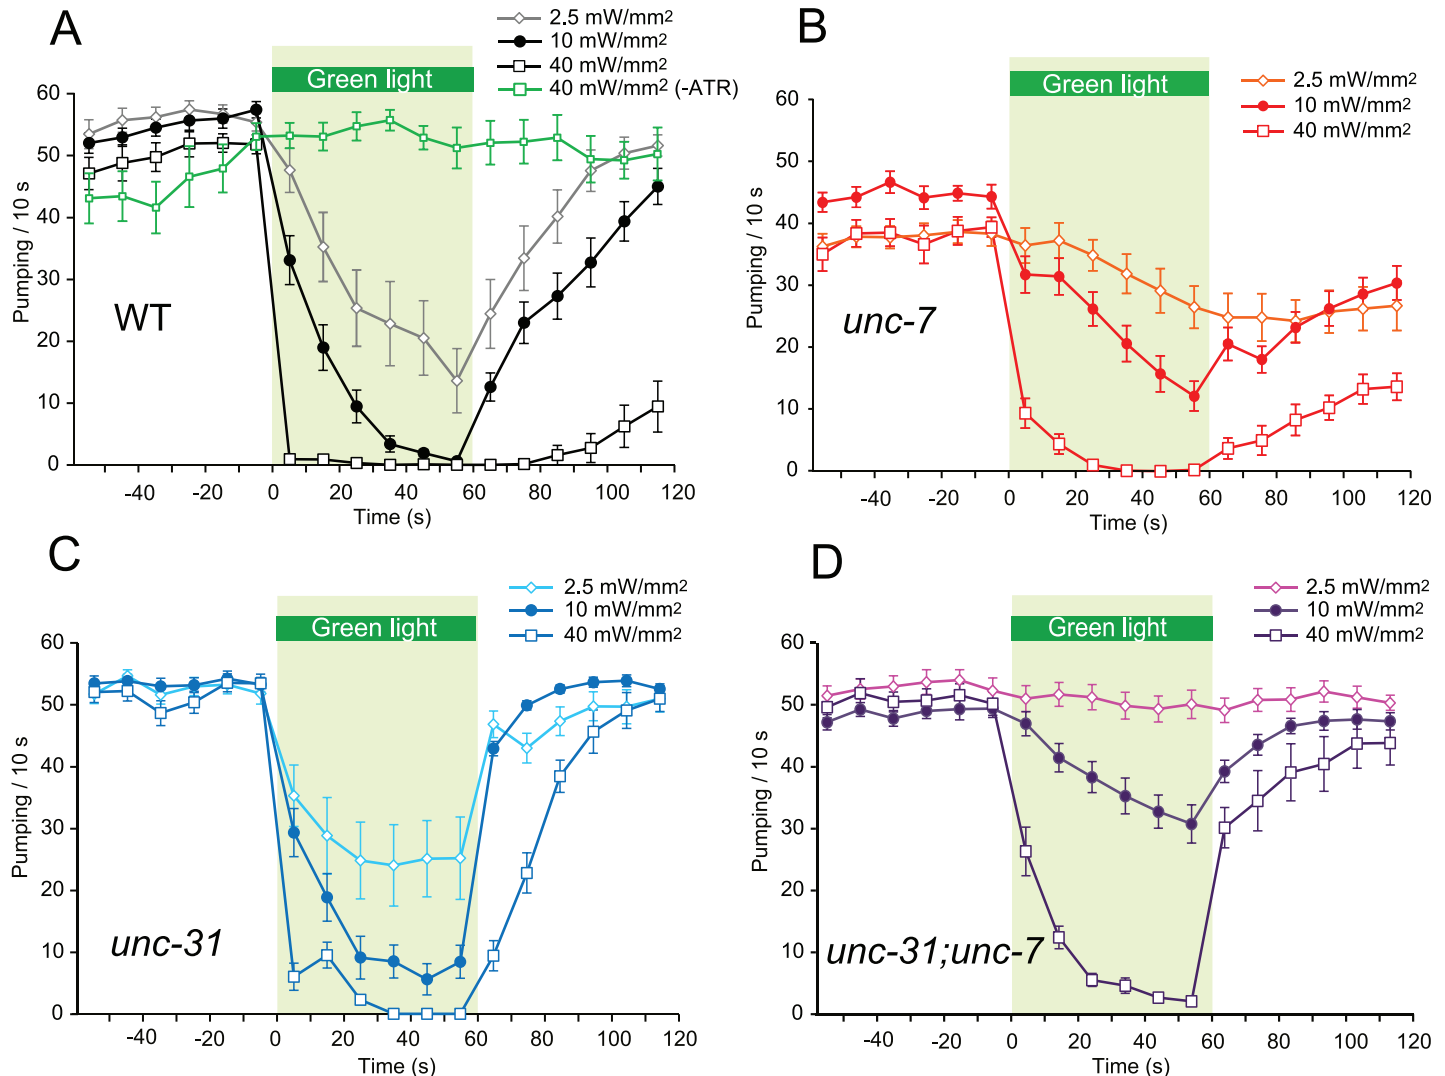 A
2.5 mW/mm2
10 mW/mm2
40 mW/mm2
40 mW/mm2 (-ATR)
Green light
60
50
40
30
20
10
0
Pumping / 10 s
WT
-40
-20
0
20
40
60
80
100
120
Time (s)
B
2.5 mW/mm2
10 mW/mm2
40 mW/mm2
Green light
60
50
40
30
20
10
0
Pumping / 10 s
unc-7
-40
-20
0
20
40
60
80
100
120
Time (s)
C
2.5 mW/mm2
10 mW/mm2
40 mW/mm2
Green light
60
50
40
30
20
10
0
Pumping / 10 s
unc-31
-40
-20
0
20
40
60
80
100
120
Time (s)
D
2.5 mW/mm2
10 mW/mm2
40 mW/mm2
Green light
60
50
40
30
20
10
0
Pumping / 10 s
unc-31;unc-7
-40
-20
0
20
40
60
80
100
120
Time (s)